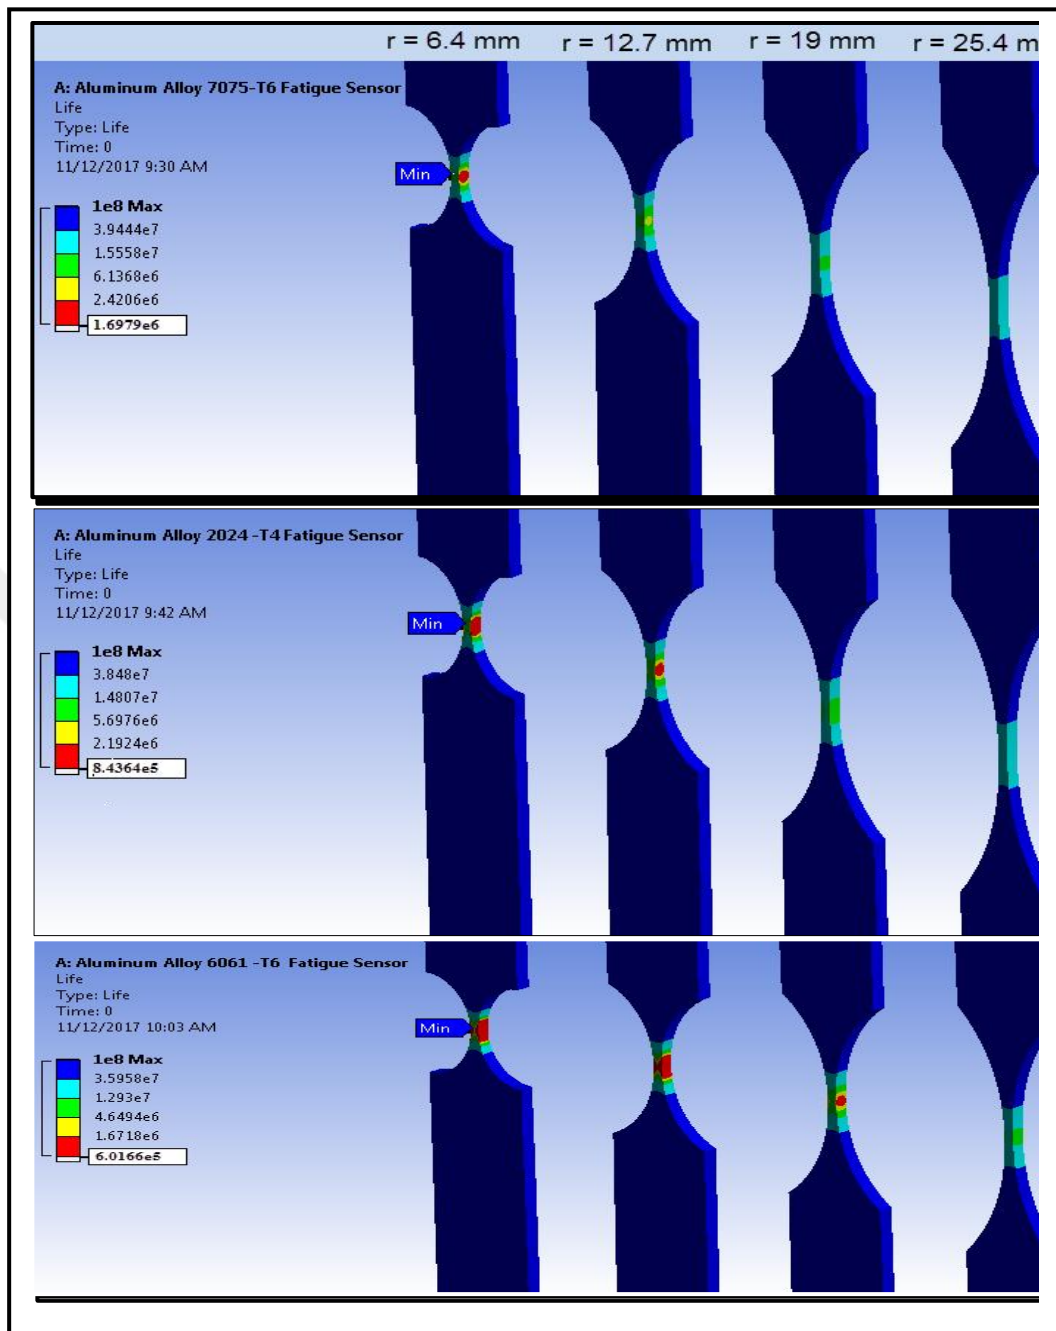 r = 6.4 mm r = 12.7 mm r = 19 mm r = 25.4 m
A: Aluminum Alloy 7075-T6 Fatigue Sensor
Life
Type: Life
Time: 0
11/12/2017 9:30 AM
Min
1e8 Max
3.9444e7
1.5558e7
6.1368e6
2.4206e6
1.6979e6
A: Aluminum Alloy 2024 -T4 Fatigue Sensor
Life
Type: Life
Time: 0
11/12/2017 9:42 AM
Min
1e8 Max
3.848e7
1.4807e7
5.6976e6
2.1924e6
8.4364e5
A: Aluminum Alloy 6061 -T6 Fatigue Sensor
Life
Type: Life
Time: 0
11/12/2017 10:03 AM
Min
1e8 Max
3.5958e7
1.293e7
4.6494e6
1.6718e6
6.0166e5